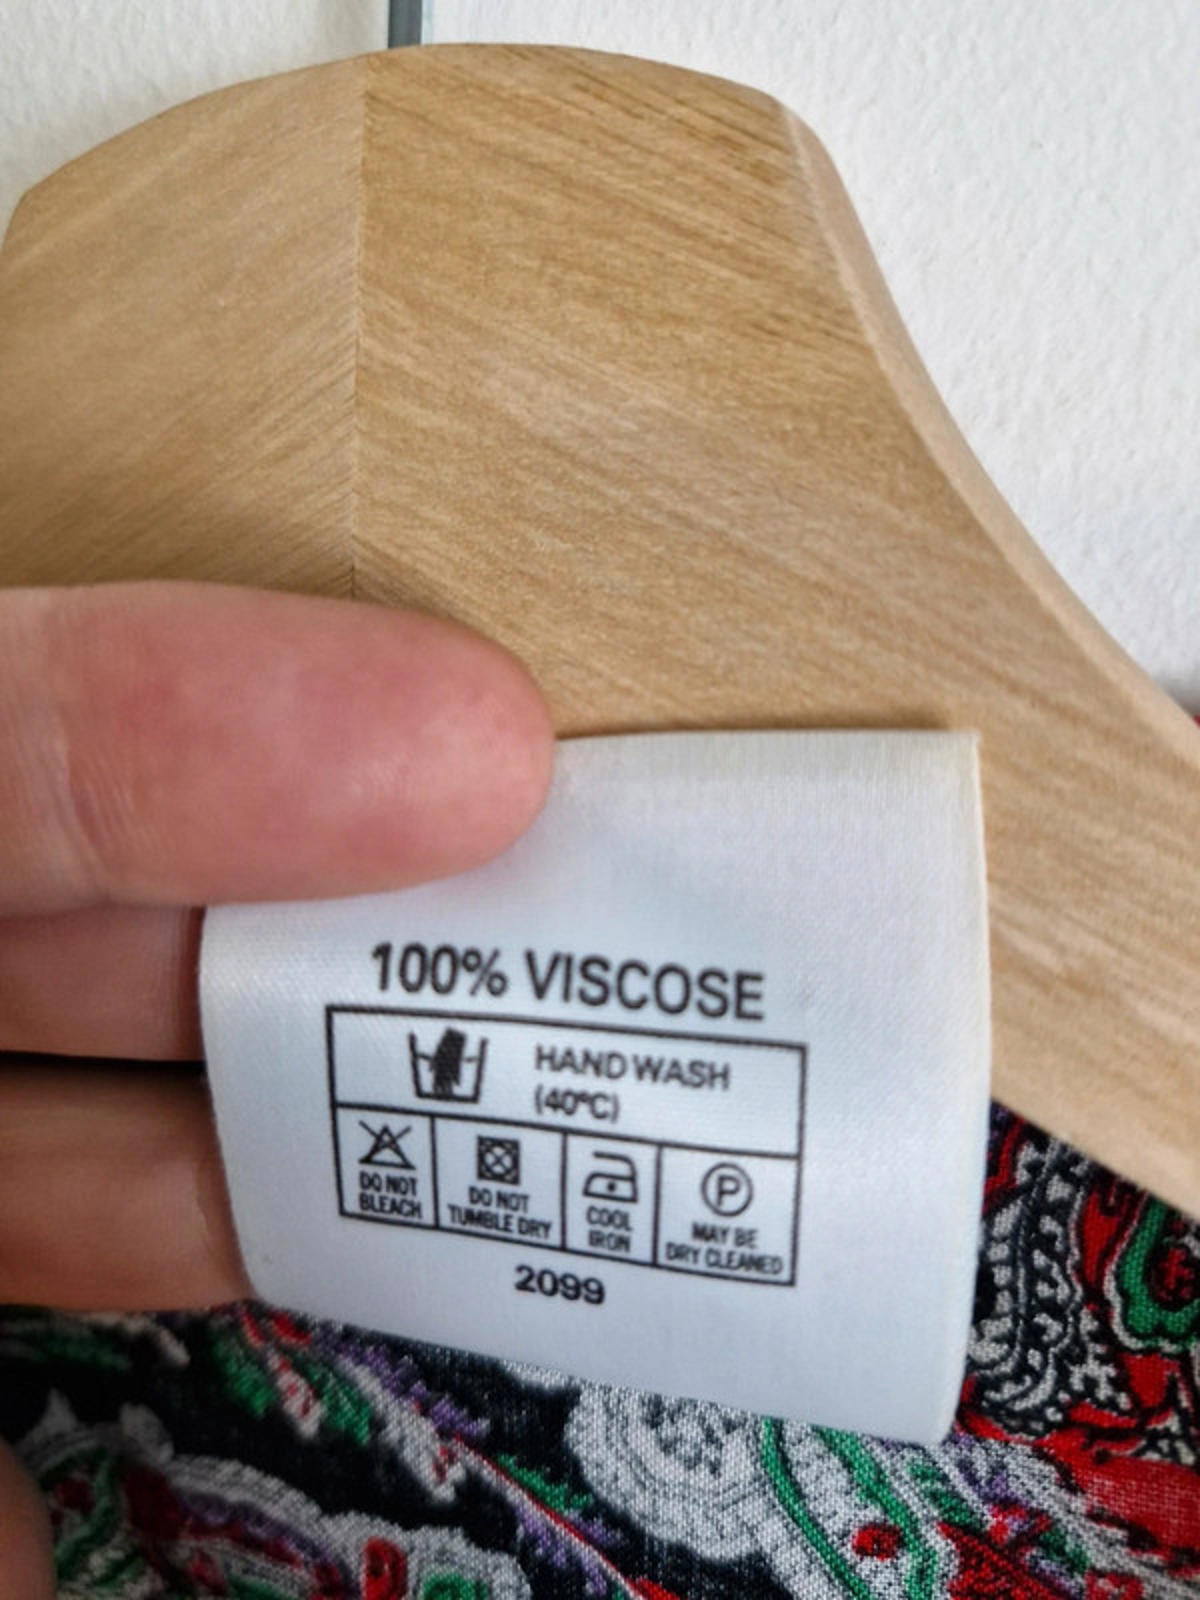 100% VISCOSE
HAND WASH
(40°C)
DO NOT
BLEACH
DO NOT
TUMBLE DRY
COOL
IRON
P
MAY BE
DRY CLEANED
2099